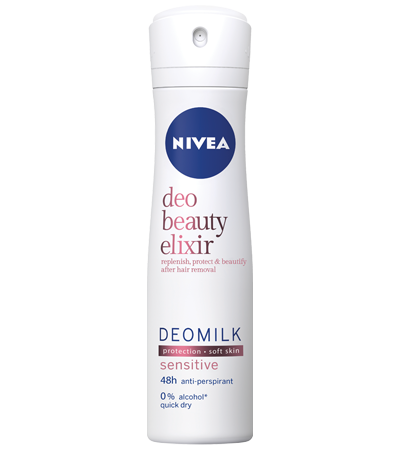 NIVEA
deo
beauty
elixir
replenish, protect & beautify
after hair removal
DEOMILK
protection + soft skin
sensitive
48h anti-perspirant
0% alcohol*
quick dry